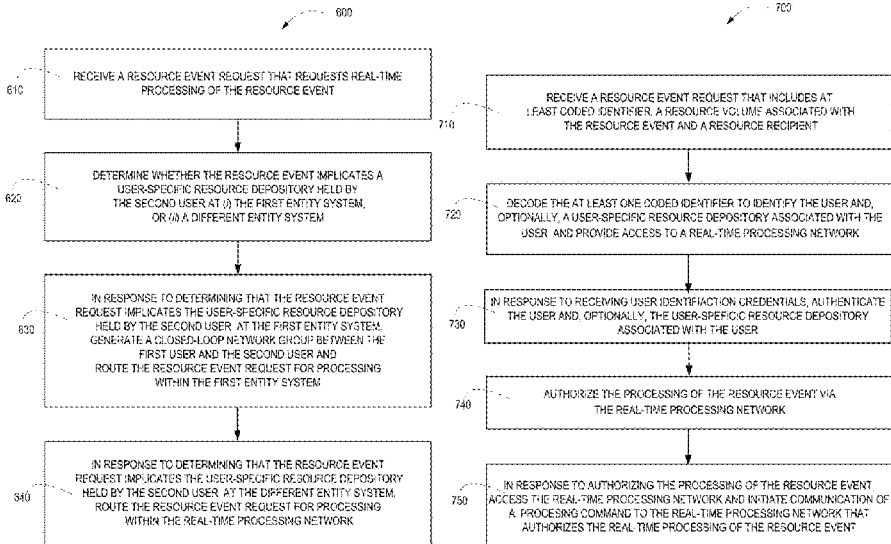 600
610
RECEIVE A RESOURCE EVENT REQUEST THAT REQUESTS REAL-TIME
PROCESSING OF THE RESOURCE EVENT
620
DETERMINE WHETHER THE RESOURCE EVENT IMPLICATES A
USER-SPECIFIC RESOURCE DEPOSITORY HELD BY
THE SECOND USER AT (i) THE FIRST ENTITY SYSTEM,
OR (ii) A DIFFERENT ENTITY SYSTEM
630
IN RESPONSE TO DETERMINING THAT THE RESOURCE EVENT
REQUEST IMPLICATES THE USER-SPECIFIC RESOURCE DEPOSITORY
HELD BY THE SECOND USER AT THE FIRST ENTITY SYSTEM,
GENERATE A CLOSED-LOOP NETWORK GROUP BETWEEN THE
FIRST USER AND THE SECOND USER AND
ROUTE THE RESOURCE EVENT REQUEST FOR PROCESSING
WITHIN THE FIRST ENTITY SYSTEM
640
IN RESPONSE TO DETERMINING THAT THE RESOURCE EVENT
REQUEST IMPLICATES THE USER-SPECIFIC RESOURCE DEPOSITORY
HELD BY THE SECOND USER AT THE DIFFERENT ENTITY SYSTEM,
ROUTE THE RESOURCE EVENT REQUEST FOR PROCESSING
WITHIN THE REAL-TIME PROCESSING NETWORK
700
710
RECEIVE A RESOURCE EVENT REQUEST THAT INCLUDES AT
LEAST CODED IDENTIFIER, A RESOURCE VOLUME ASSOCIATED WITH
THE RESOURCE EVENT AND A RESOURCE RECIPIENT
720
DECODE THE AT LEAST ONE CODED IDENTIFIER TO IDENTIFY THE USER AND,
OPTIONALLY, A USER-SPECIFIC RESOURCE DEPOSITORY ASSOCIATED WITH THE
USER AND PROVIDE ACCESS TO A REAL-TIME PROCESSING NETWORK
730
IN RESPONSE TO RECEIVING USER IDENTIFIACTION CREDENTIALS, AUTHENTICATE
THE USER AND, OPTIONALLY, THE USER-SPEFICIC RESOURCE DEPOSITORY
ASSOCIATED WITH THE USER
740
AUTHORIZE THE PROCESSING OF THE RESOURCE EVENT VIA
THE REAL-TIME PROCESSING NETWORK
750
IN RESPONSE TO AUTHORIZING THE PROCESSING OF THE RESOURCE EVENT
ACCESS THE REAL-TIME PROCESSING NETWORK AND INITIATE COMMUNICATION OF
A PROCESING COMMAND TO THE REAL-TIME PROCESSING NETWORK THAT
AUTHORIZES THE REAL-TIME PROCESSING OF THE RESOURCE EVENT